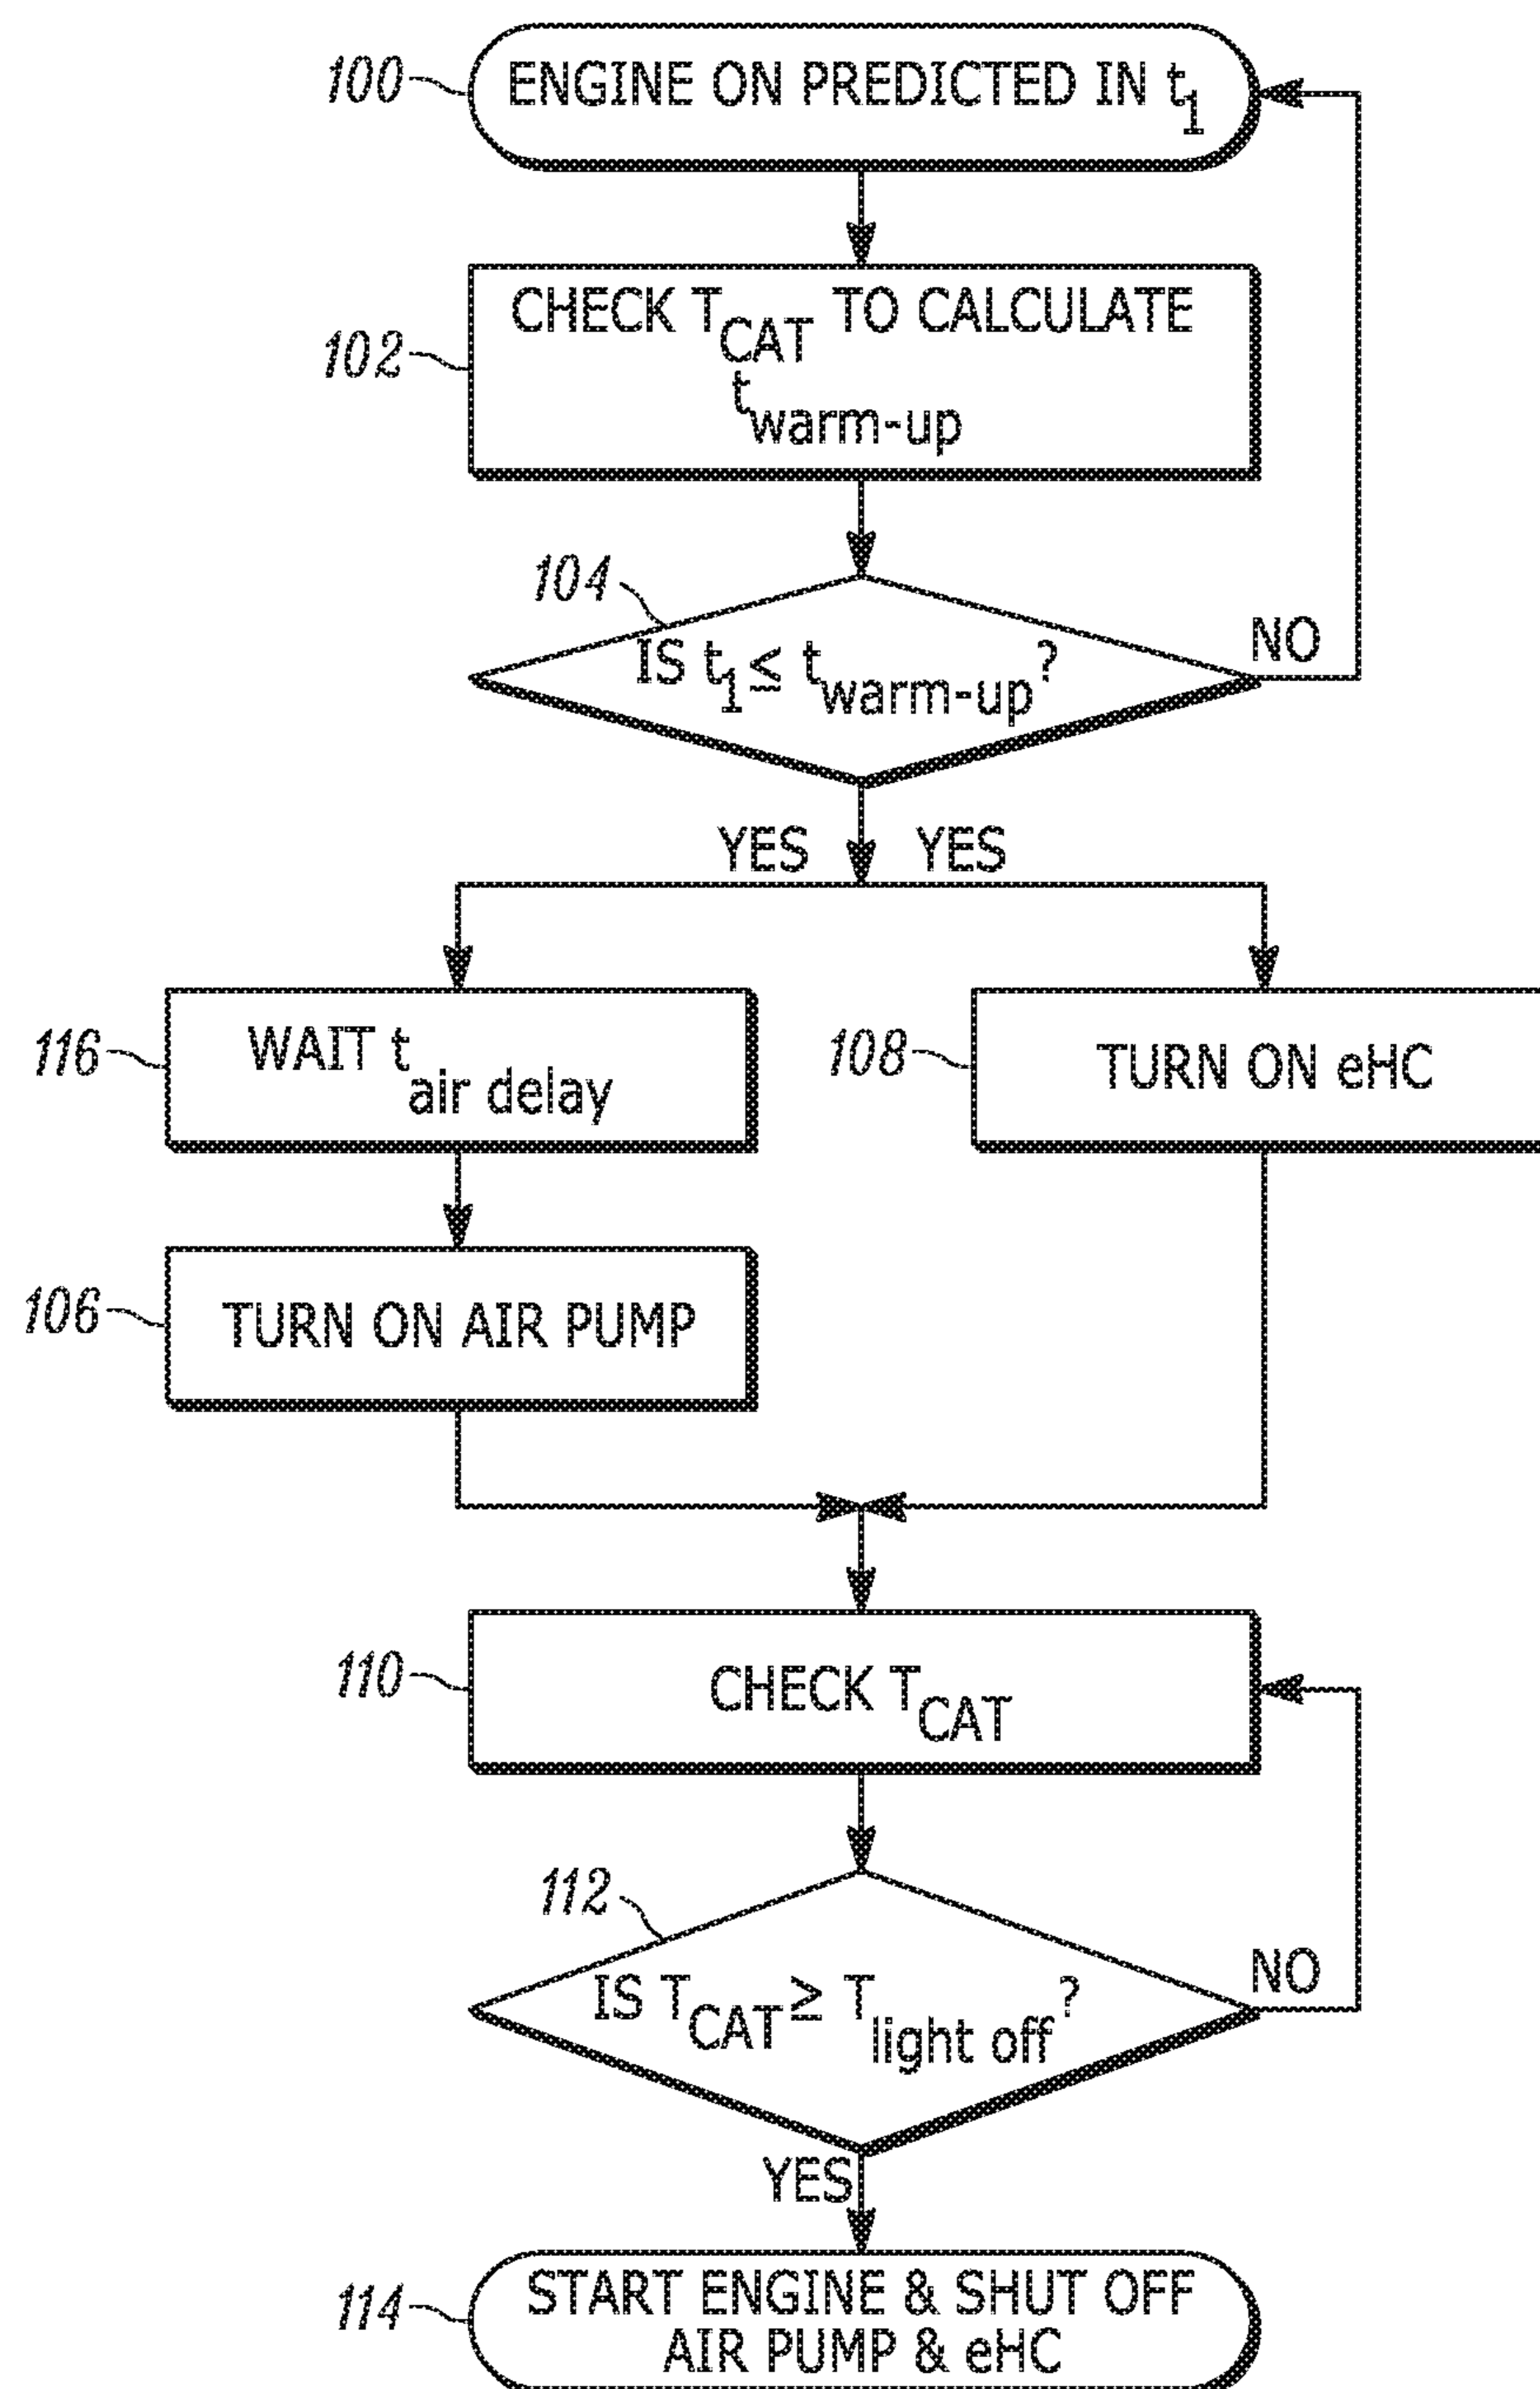 100
ENGINE ON PREDICTED IN t1
102
CHECK TCAT TO CALCULATE
twarm-up
104
IS t1 ≤ twarm-up?
NO
YES YES
116
WAIT tair delay
108
TURN ON eHC
106
TURN ON AIR PUMP
110
CHECK TCAT
112
IS TCAT ≥ Tlight off?
NO
YES
114
START ENGINE & SHUT OFF
AIR PUMP & eHC